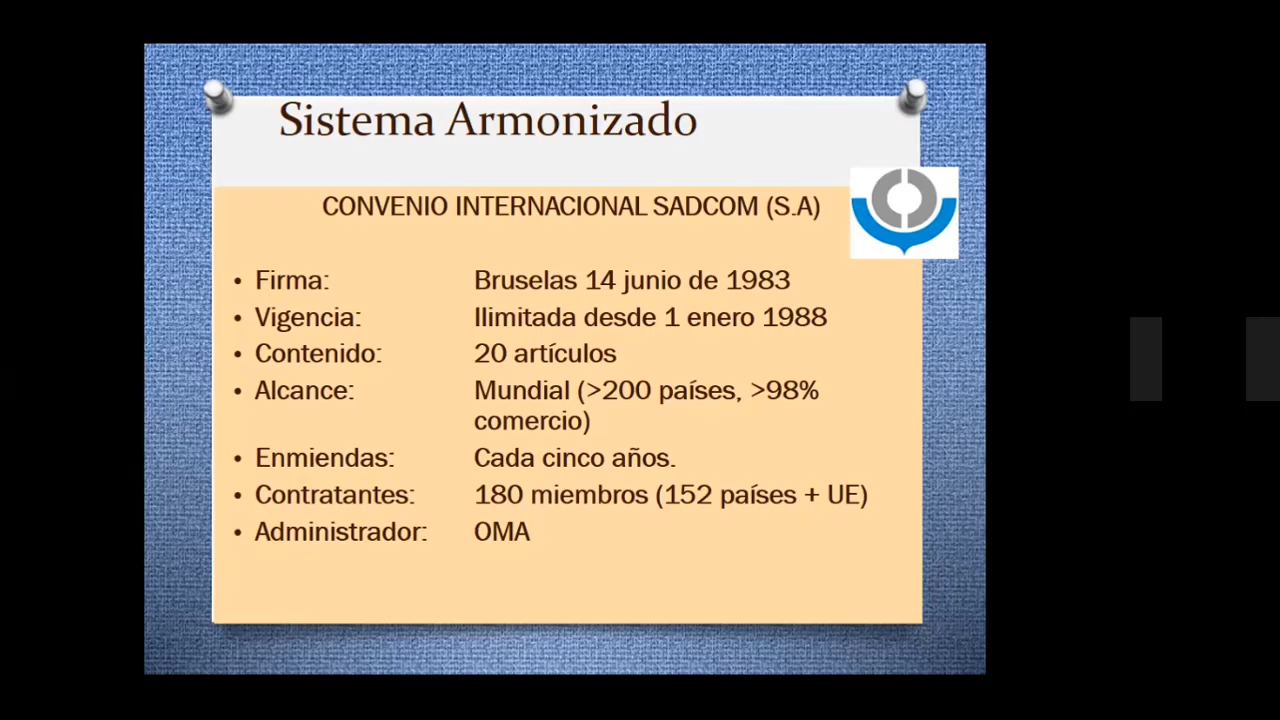 Sistema Armonizado
CONVENIO INTERNACIONAL SADCOM (S.A)
• Firma: Bruselas 14 junio de 1983
• Vigencia: Ilimitada desde 1 enero 1988
• Contenido: 20 artículos
• Alcance: Mundial (>200 países, >98%
comercio)
• Enmiendas: Cada cinco años.
• Contratantes: 180 miembros (152 países + UE)
• Administrador: OMA